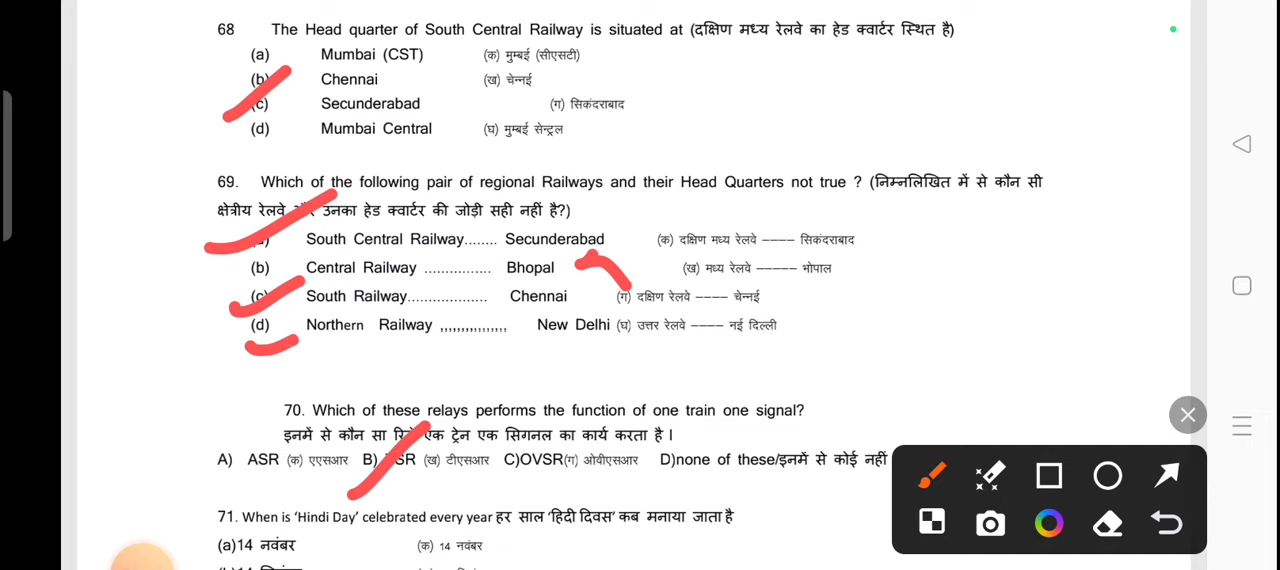 68 The Head quarter of South Central Railway is situated at (दक्षिण मध्य रेलवे का हेड क्वार्टर स्थित है)
(a) Mumbai (CST) (क) मुम्बई (सीएसटी)
(b) Chennai (ख) चेन्नई
(c) Secunderabad (ग) सिकंदराबाद
(d) Mumbai Central (घ) मुम्बई सेन्ट्रल
69. Which of the following pair of regional Railways and their Head Quarters not true ? (निम्नलिखित में से कौन सी
क्षेत्रीय रेलवे और उनका हेड क्वार्टर की जोड़ी सही नहीं है?)
South Central Railway........ Secunderabad (क) दक्षिण मध्य रेलवे ---- सिकंदराबाद
(b) Central Railway ................ Bhopal (ख) मध्य रेलवे ----- भोपाल
(c) South Railway................... Chennai (ग) दक्षिण रेलवे ---- चेन्नई
(d) Northern Railway ,,,,,,,,,,,,,,,, New Delhi (घ) उत्तर रेलवे ---- नई दिल्ली
70. Which of these relays performs the function of one train one signal?
इनमें से कौन सा रिले एक ट्रेन एक सिगनल का कार्य करता है l
A) ASR (क) एएसआर B) TSR (ख) टीएसआर C)OVSR(ग) ओवीएसआर D)none of these/इनमें से कोई नहीं
71. When is 'Hindi Day' celebrated every year हर साल 'हिदी दिवस' कब मनाया जाता है
(a)14 नवंबर (क) 14 नवंबर